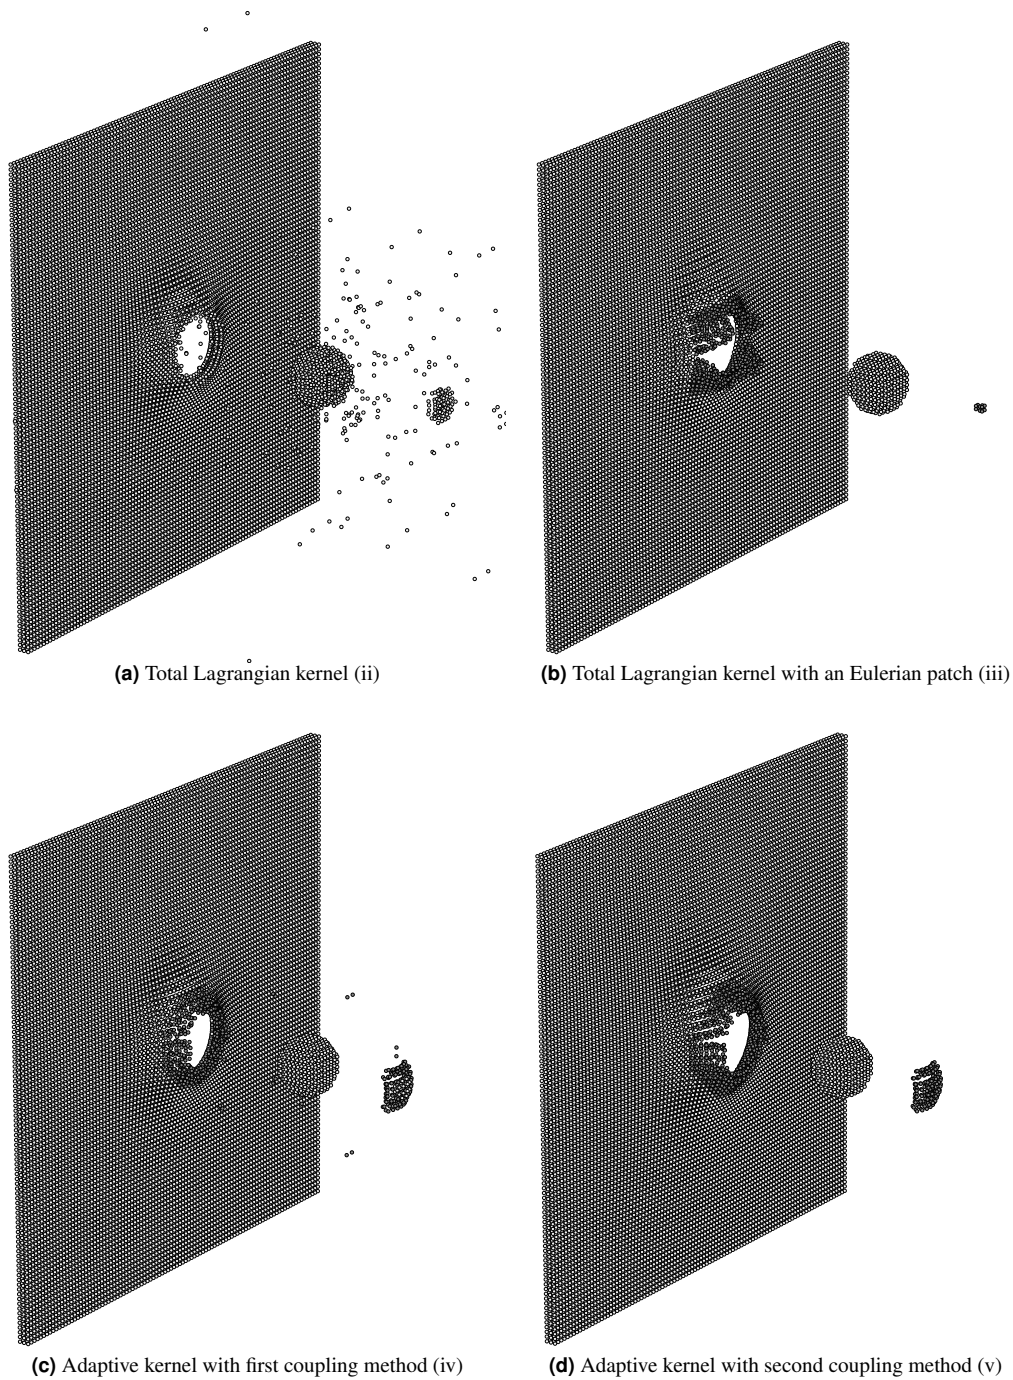 (a) Total Lagrangian kernel (ii)
(b) Total Lagrangian kernel with an Eulerian patch (iii)
(c) Adaptive kernel with first coupling method (iv)
(d) Adaptive kernel with second coupling method (v)